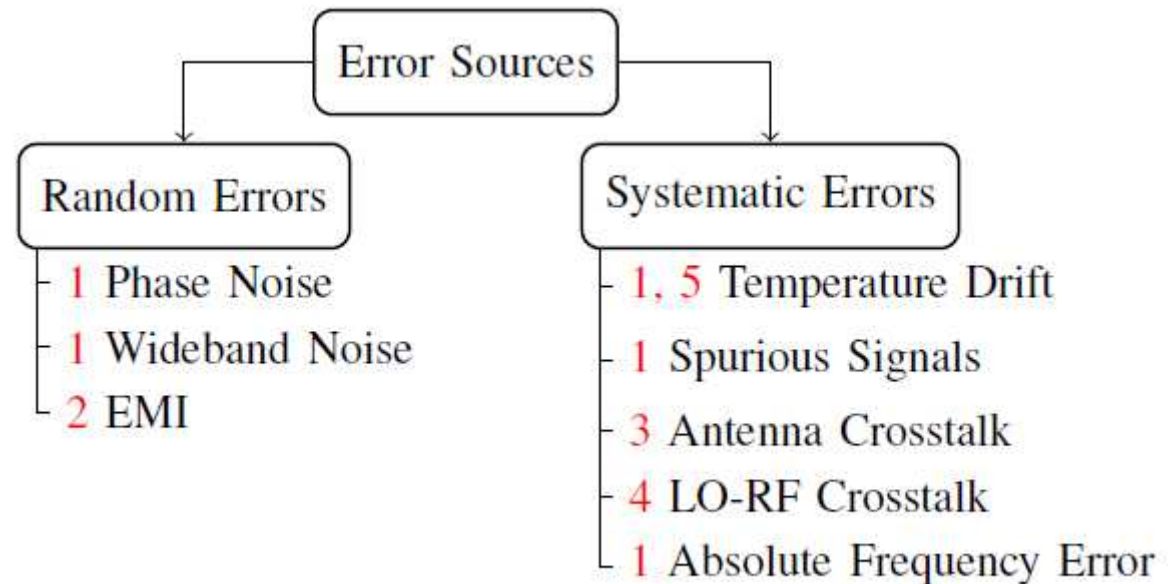 Error Sources
Random Errors
1 Phase Noise
1 Wideband Noise
2 EMI
Systematic Errors
1, 5 Temperature Drift
1 Spurious Signals
3 Antenna Crosstalk
4 LO-RF Crosstalk
1 Absolute Frequency Error